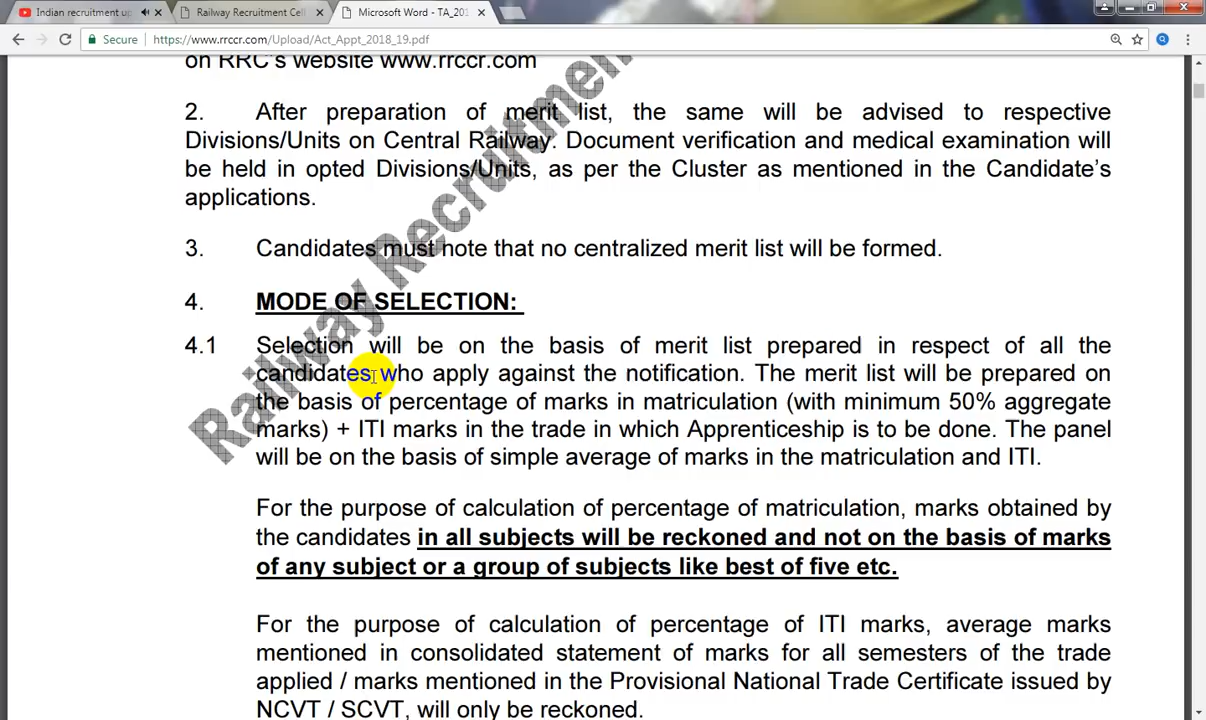 Indian recruitment up
Railway Recruitment Cell
Microsoft Word - TA_201
Secure
https://www.rrccr.com/Upload/Act_Appt_2018_19.pdf
on RRC's website www.rrccr.com
2. After preparation of merit list, the same will be advised to respective
Divisions/Units on Central Railway. Document verification and medical examination will
be held in opted Divisions/Units, as per the Cluster as mentioned in the Candidate's
applications.
3. Candidates must note that no centralized merit list will be formed.
4. MODE OF SELECTION:
4.1 Selection will be on the basis of merit list prepared in respect of all the
candidates who apply against the notification. The merit list will be prepared on
the basis of percentage of marks in matriculation (with minimum 50% aggregate
marks) + ITI marks in the trade in which Apprenticeship is to be done. The panel
will be on the basis of simple average of marks in the matriculation and ITI.
For the purpose of calculation of percentage of matriculation, marks obtained by
the candidates in all subjects will be reckoned and not on the basis of marks
of any subject or a group of subjects like best of five etc.
For the purpose of calculation of percentage of ITI marks, average marks
mentioned in consolidated statement of marks for all semesters of the trade
applied / marks mentioned in the Provisional National Trade Certificate issued by
NCVT / SCVT, will only be reckoned.
Railway Recruitmen